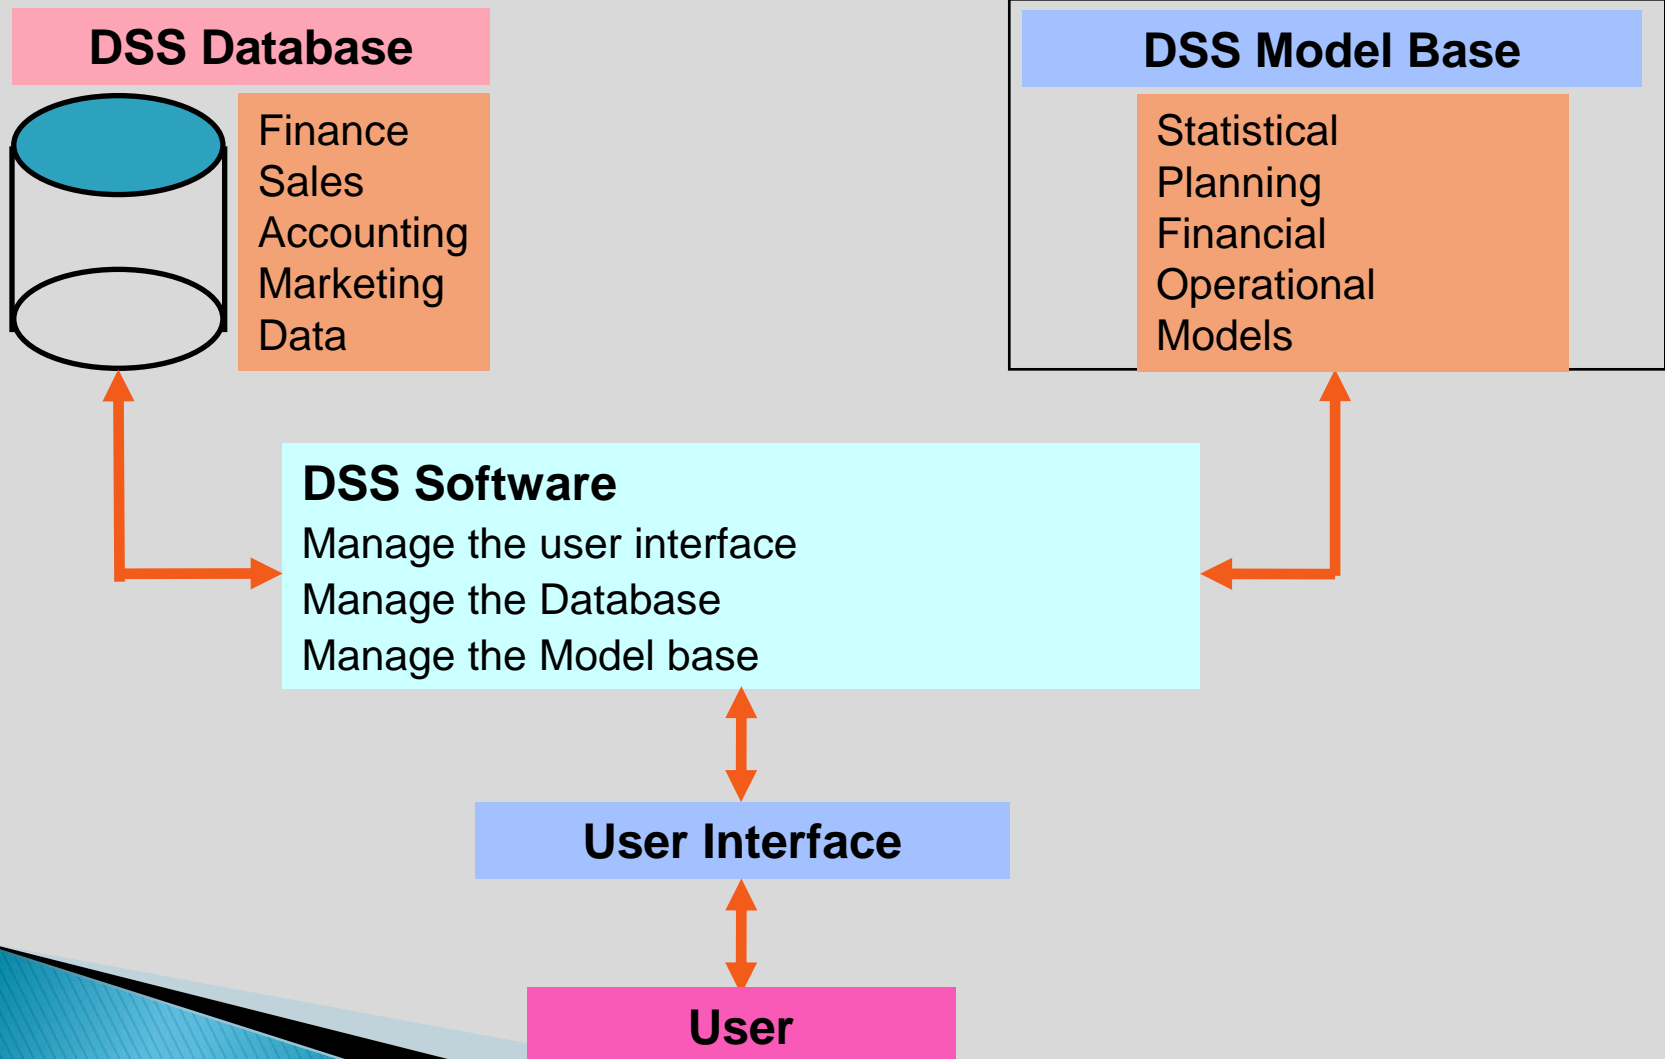 DSS Database
Finance
Sales
Accounting
Marketing
Data
DSS Model Base
Statistical
Planning
Financial
Operational
Models
DSS Software
Manage the user interface
Manage the Database
Manage the Model base
User Interface
User